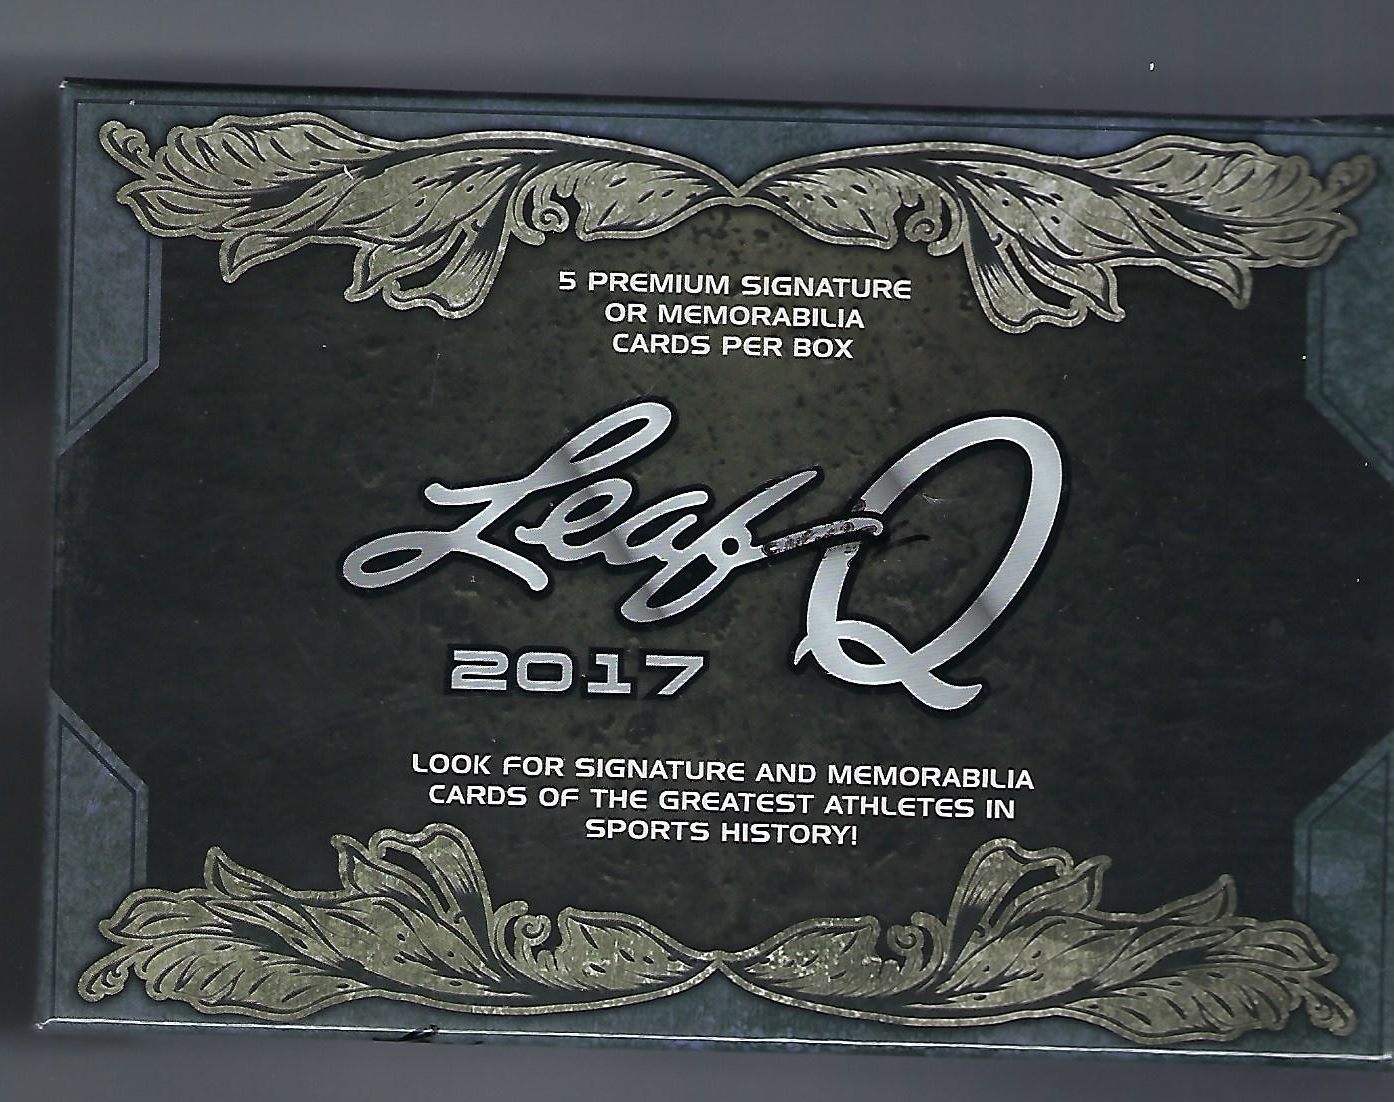 5 PREMIUM SIGNATURE
OR MEMORABILIA
CARDS PER BOX
Leaf Q
2017
LOOK FOR SIGNATURE AND MEMORABILIA
CARDS OF THE GREATEST ATHLETES IN
SPORTS HISTORY!